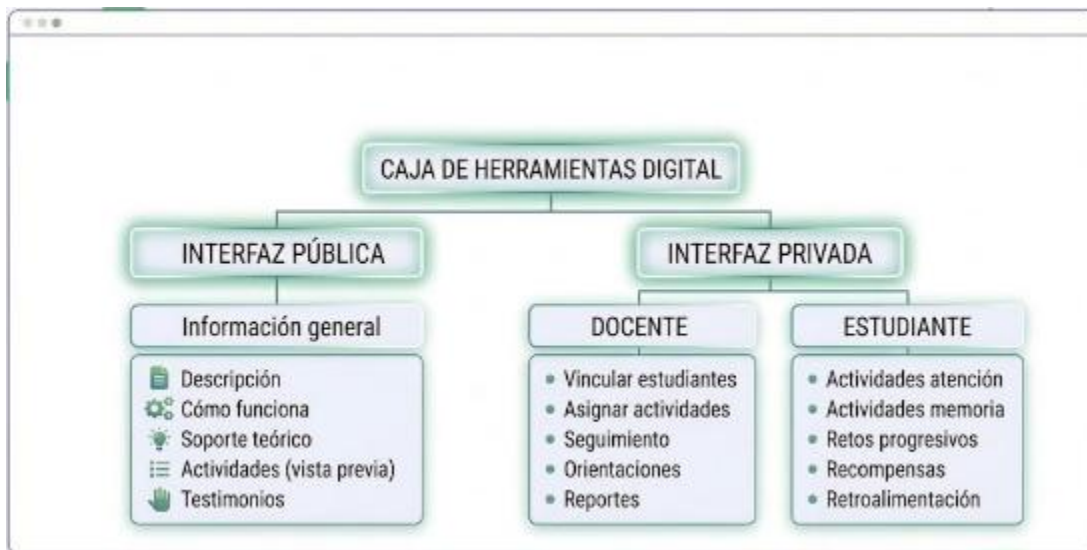 CAJA DE HERRAMIENTAS DIGITAL
INTERFAZ PÚBLICA
INTERFAZ PRIVADA
Información general
DOCENTE
ESTUDIANTE
Descripción
Cómo funciona
Soporte teórico
Actividades (vista previa)
Testimonios
• Vincular estudiantes
• Asignar actividades
• Seguimiento
• Orientaciones
• Reportes
• Actividades atención
• Actividades memoria
• Retos progresivos
• Recompensas
• Retroalimentación